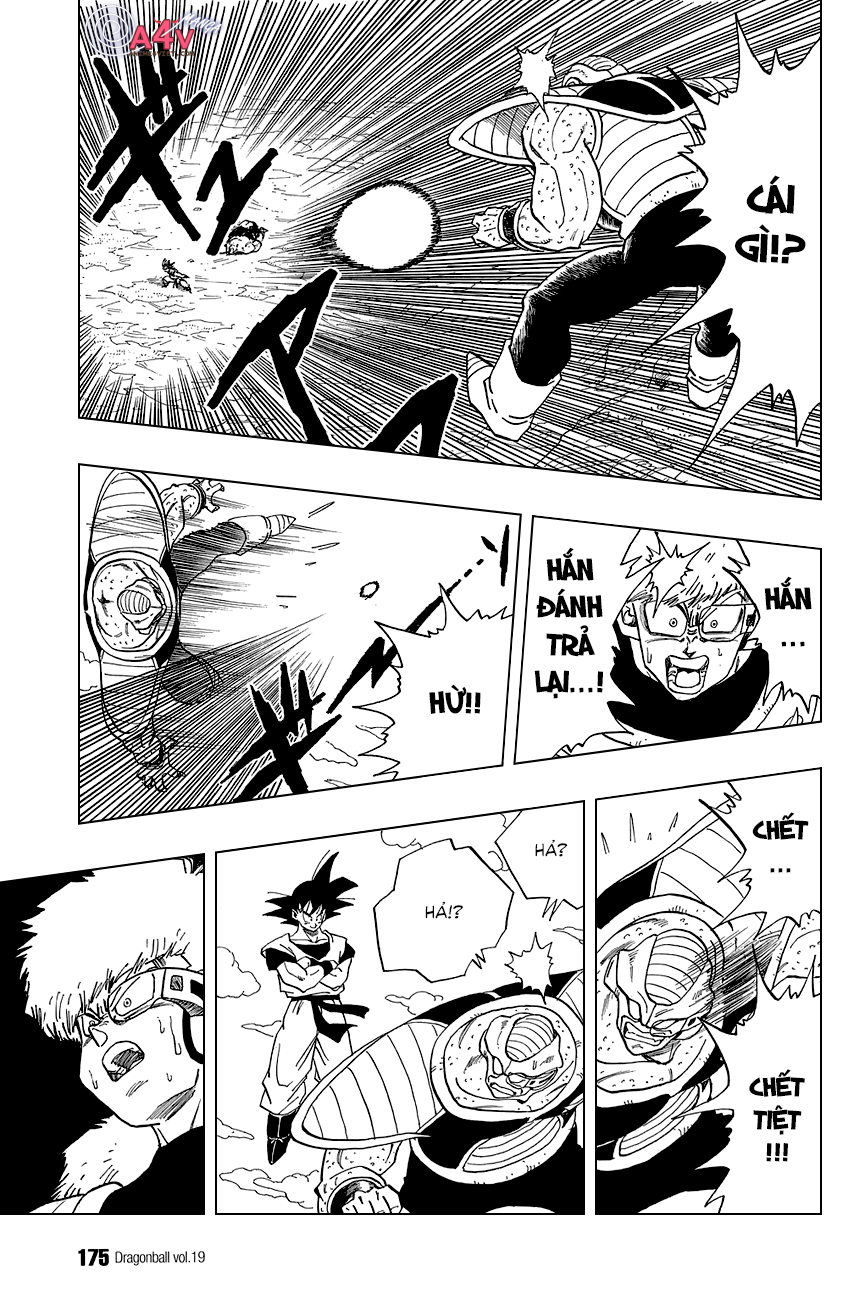 A4V
CÁI
GÌ!?
HẮN
...
HẮN
ĐÁNH
TRẢ
LẠI...!
HỪ!!
CHẾT
...
CHẾT
TIỆT
!!!
HẢ?
HẢ!?
175 Dragonball vol.19